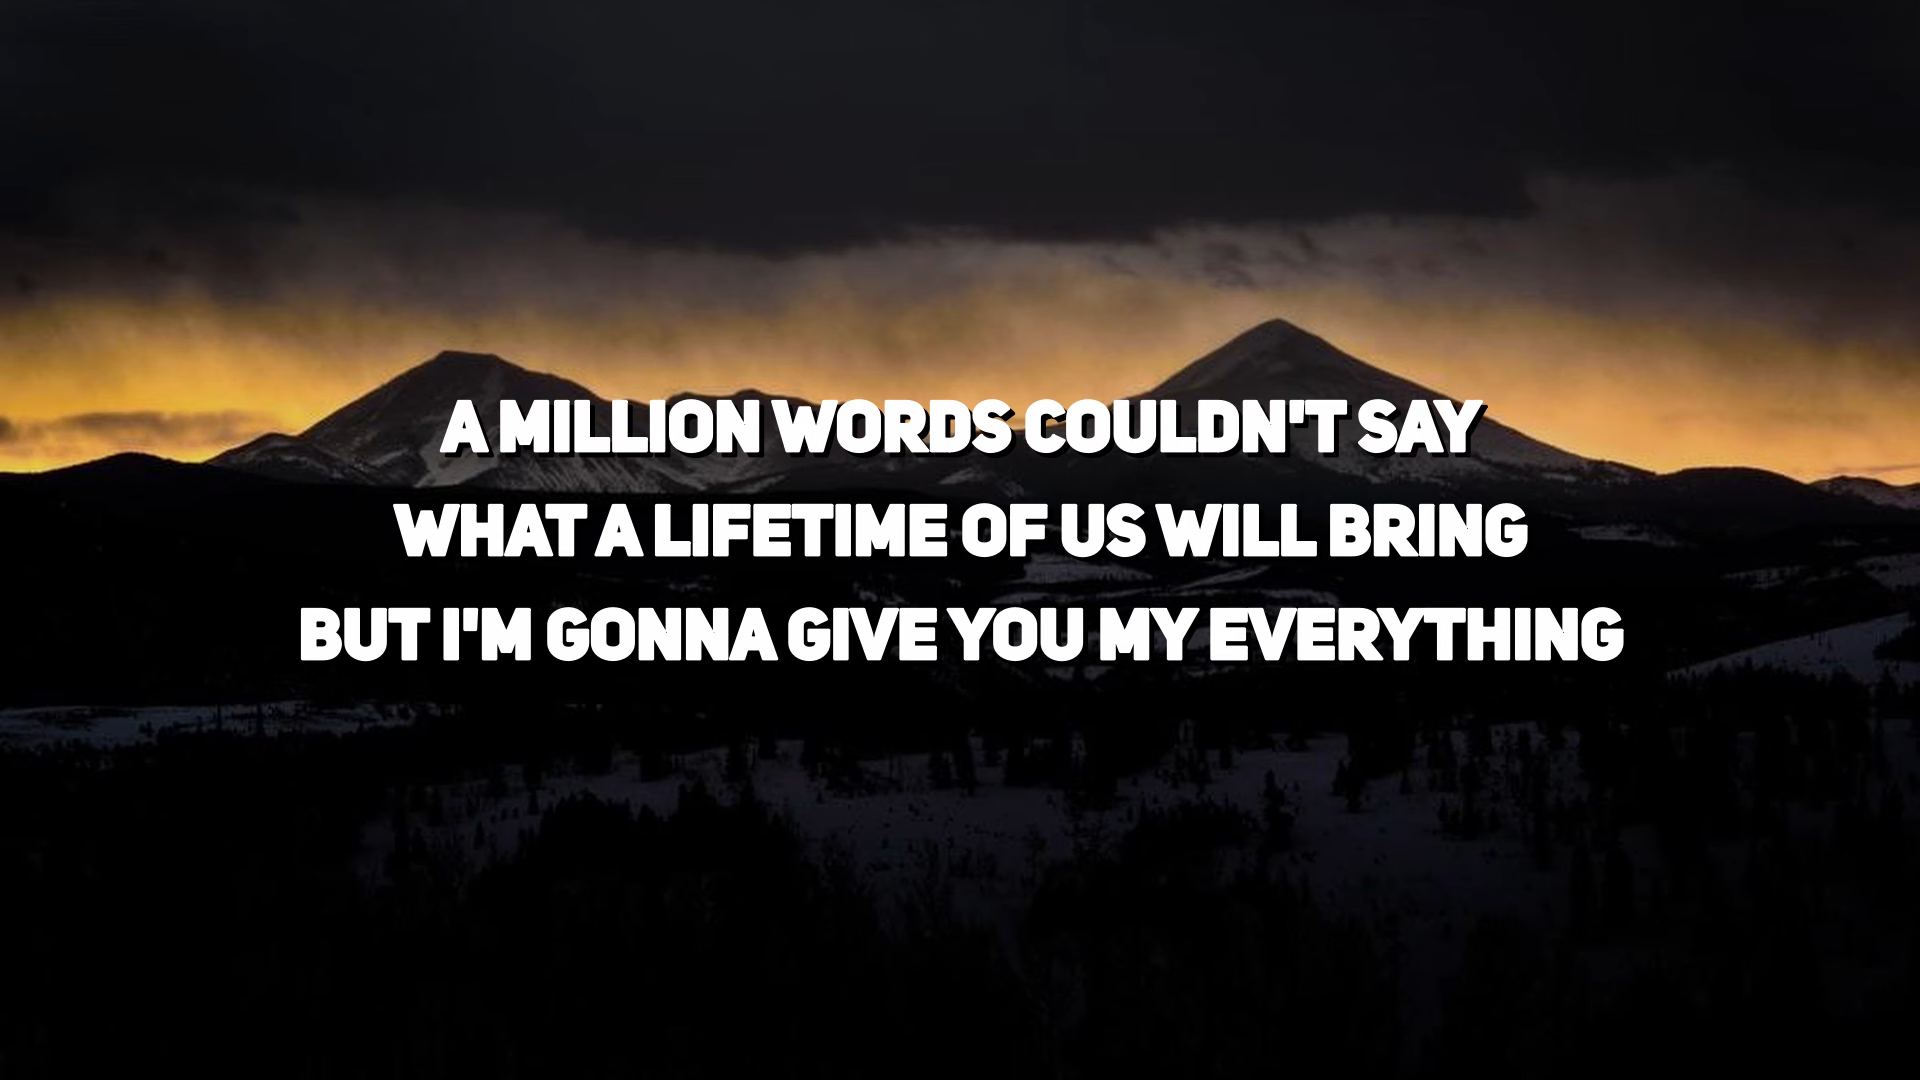 A MILLION WORDS COULDN'T SAY
WHAT A LIFETIME OF US WILL BRING
BUT I'M GONNA GIVE YOU MY EVERYTHING